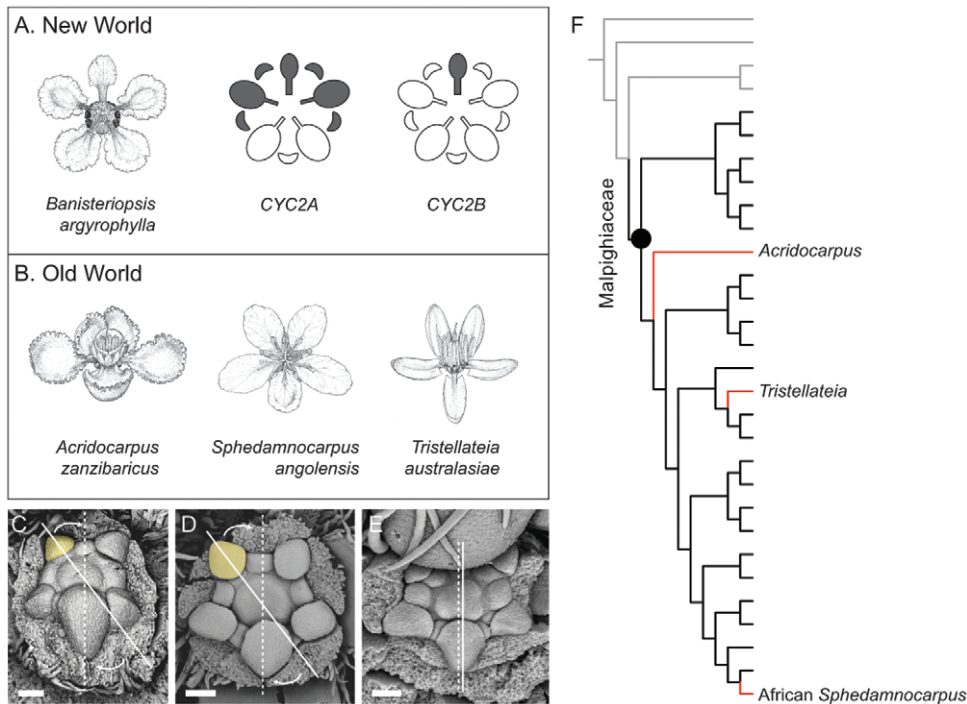 A. New World
Banisteriopsis
argyrophylla
CYC2A
CYC2B
B. Old World
Acridocarpus
zanzibaricus
Sphedamnocarpus
angolensis
Tristellateia
australasiae
C
D
E
F
Malpighiaceae
Acridocarpus
Tristellateia
African Sphedamnocarpus